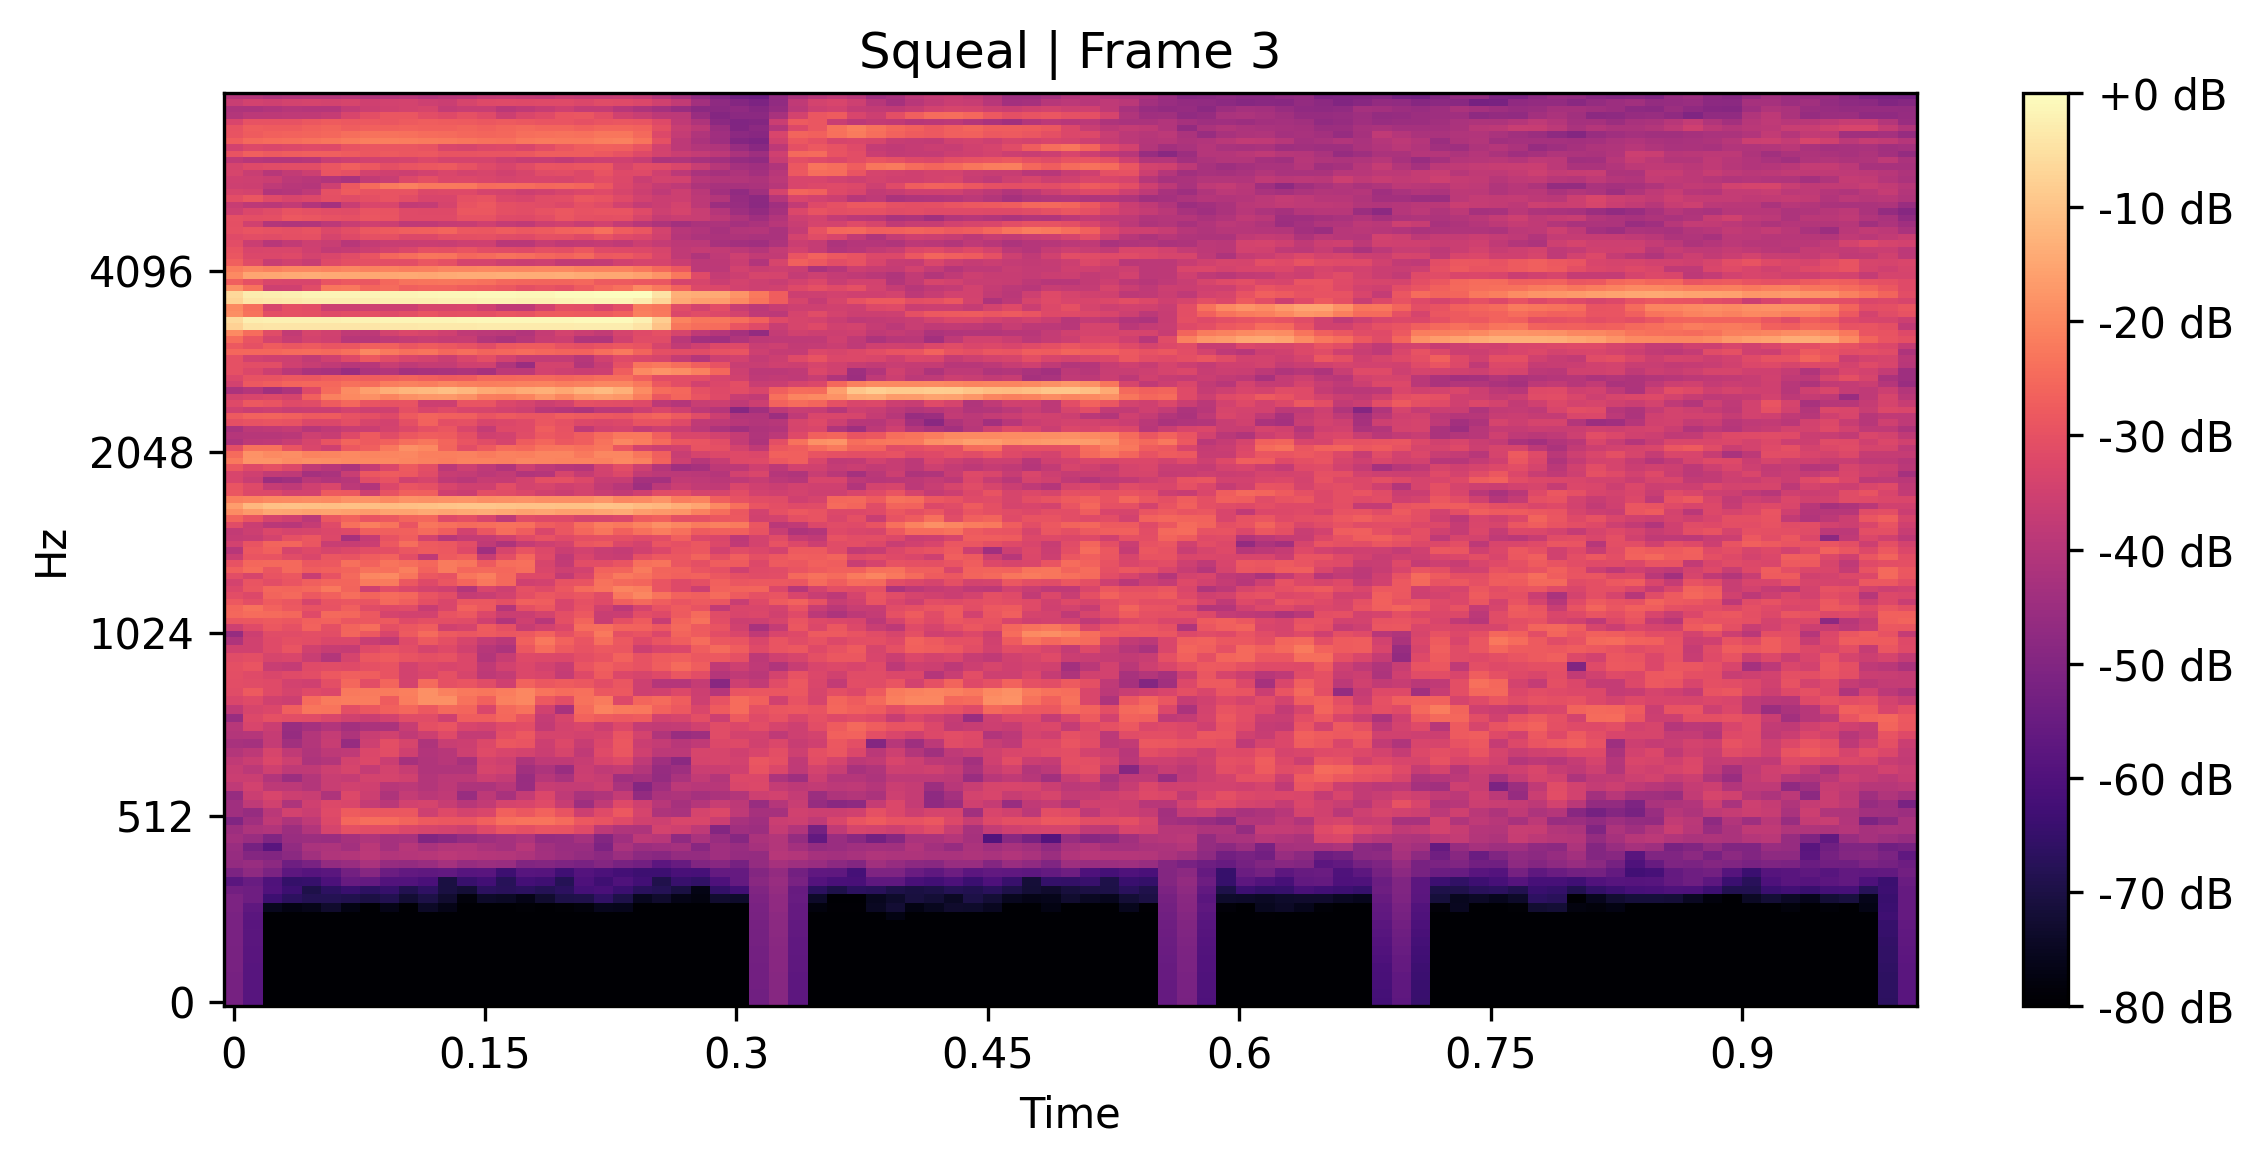 Squeal | Frame 3
Hz
4096
2048
1024
512
0
0 0.15 0.3 0.45 0.6 0.75 0.9
Time
+0 dB
-10 dB
-20 dB
-30 dB
-40 dB
-50 dB
-60 dB
-70 dB
-80 dB